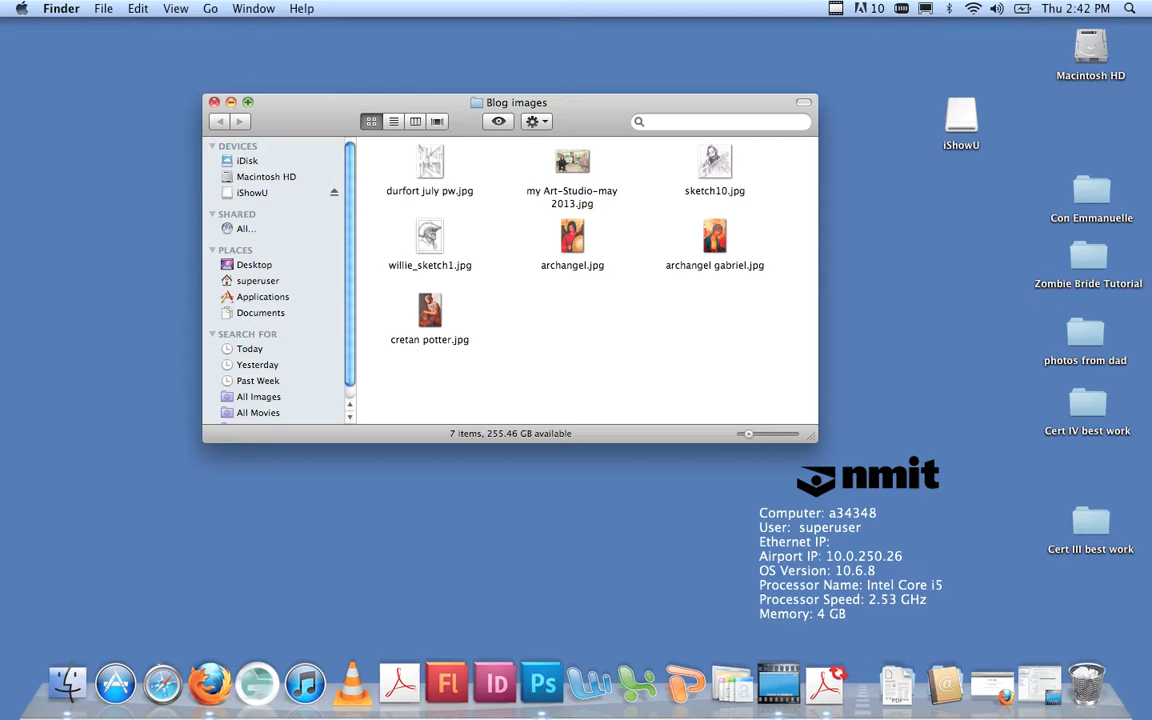 Finder File Edit View Go Window Help
10 Thu 2:42 PM
Macintosh HD
iShowU
Con Emmanuelle
Zombie Bride Tutorial
photos from dad
Cert IV best work
Cert III best work
Blog images
DEVICES
iDisk
Macintosh HD
iShowU
SHARED
All...
PLACES
Desktop
superuser
Applications
Documents
SEARCH FOR
Today
Yesterday
Past Week
All Images
All Movies
durfort july pw.jpg
my Art-Studio-may
2013.jpg
sketch10.jpg
willie_sketch1.jpg
archangel.jpg
archangel gabriel.jpg
cretan potter.jpg
7 items, 255.46 GB available
nmit
Computer: a34348
User: superuser
Ethernet IP:
Airport IP: 10.0.250.26
OS Version: 10.6.8
Processor Name: Intel Core i5
Processor Speed: 2.53 GHz
Memory: 4 GB
Fl
Id
Ps